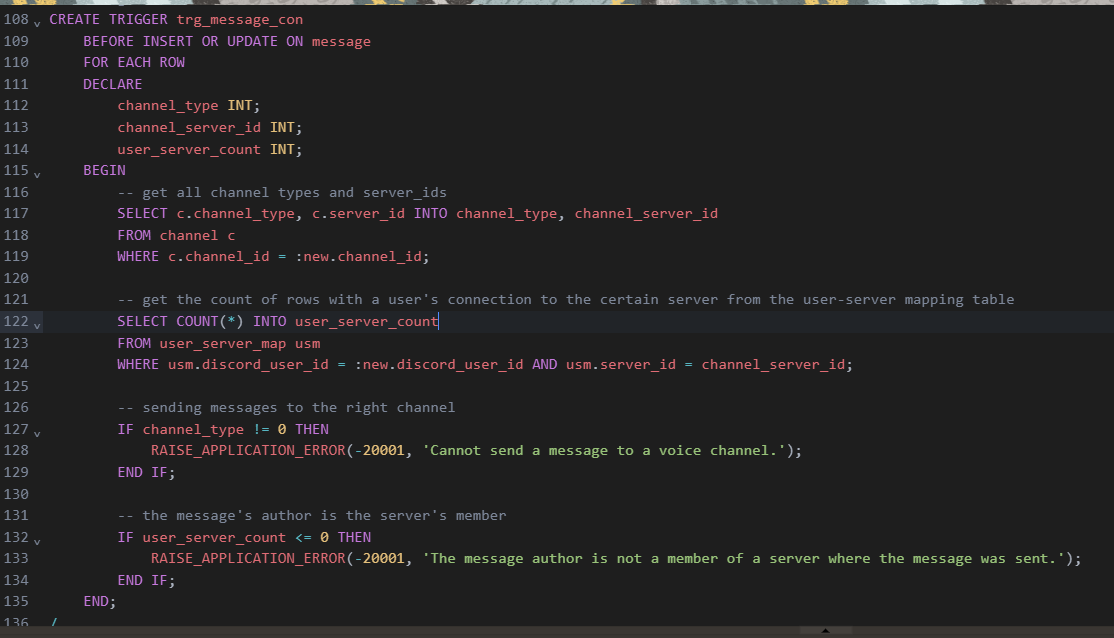 108 CREATE TRIGGER trg_message_con
109     BEFORE INSERT OR UPDATE ON message
110     FOR EACH ROW
111     DECLARE
112         channel_type INT;
113         channel_server_id INT;
114         user_server_count INT;
115     BEGIN
116         -- get all channel types and server_ids
117         SELECT c.channel_type, c.server_id INTO channel_type, channel_server_id
118         FROM channel c
119         WHERE c.channel_id = :new.channel_id;
120
121         -- get the count of rows with a user's connection to the certain server from the user-server mapping table
122         SELECT COUNT(*) INTO user_server_count
123         FROM user_server_map usm
124         WHERE usm.discord_user_id = :new.discord_user_id AND usm.server_id = channel_server_id;
125
126         -- sending messages to the right channel
127         IF channel_type != 0 THEN
128             RAISE_APPLICATION_ERROR(-20001, 'Cannot send a message to a voice channel.');
129         END IF;
130
131         -- the message's author is the server's member
132         IF user_server_count <= 0 THEN
133             RAISE_APPLICATION_ERROR(-20001, 'The message author is not a member of a server where the message was sent.');
134         END IF;
135     END;
136 /